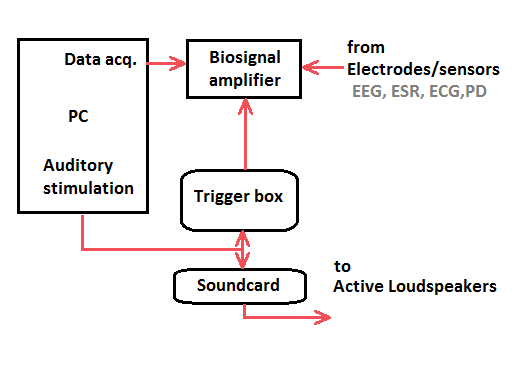 Data acq.
PC
Auditory
stimulation
Biosignal
amplifier
from
Electrodes/sensors
EEG, ESR, ECG,PD
Trigger box
Soundcard
to
Active Loudspeakers